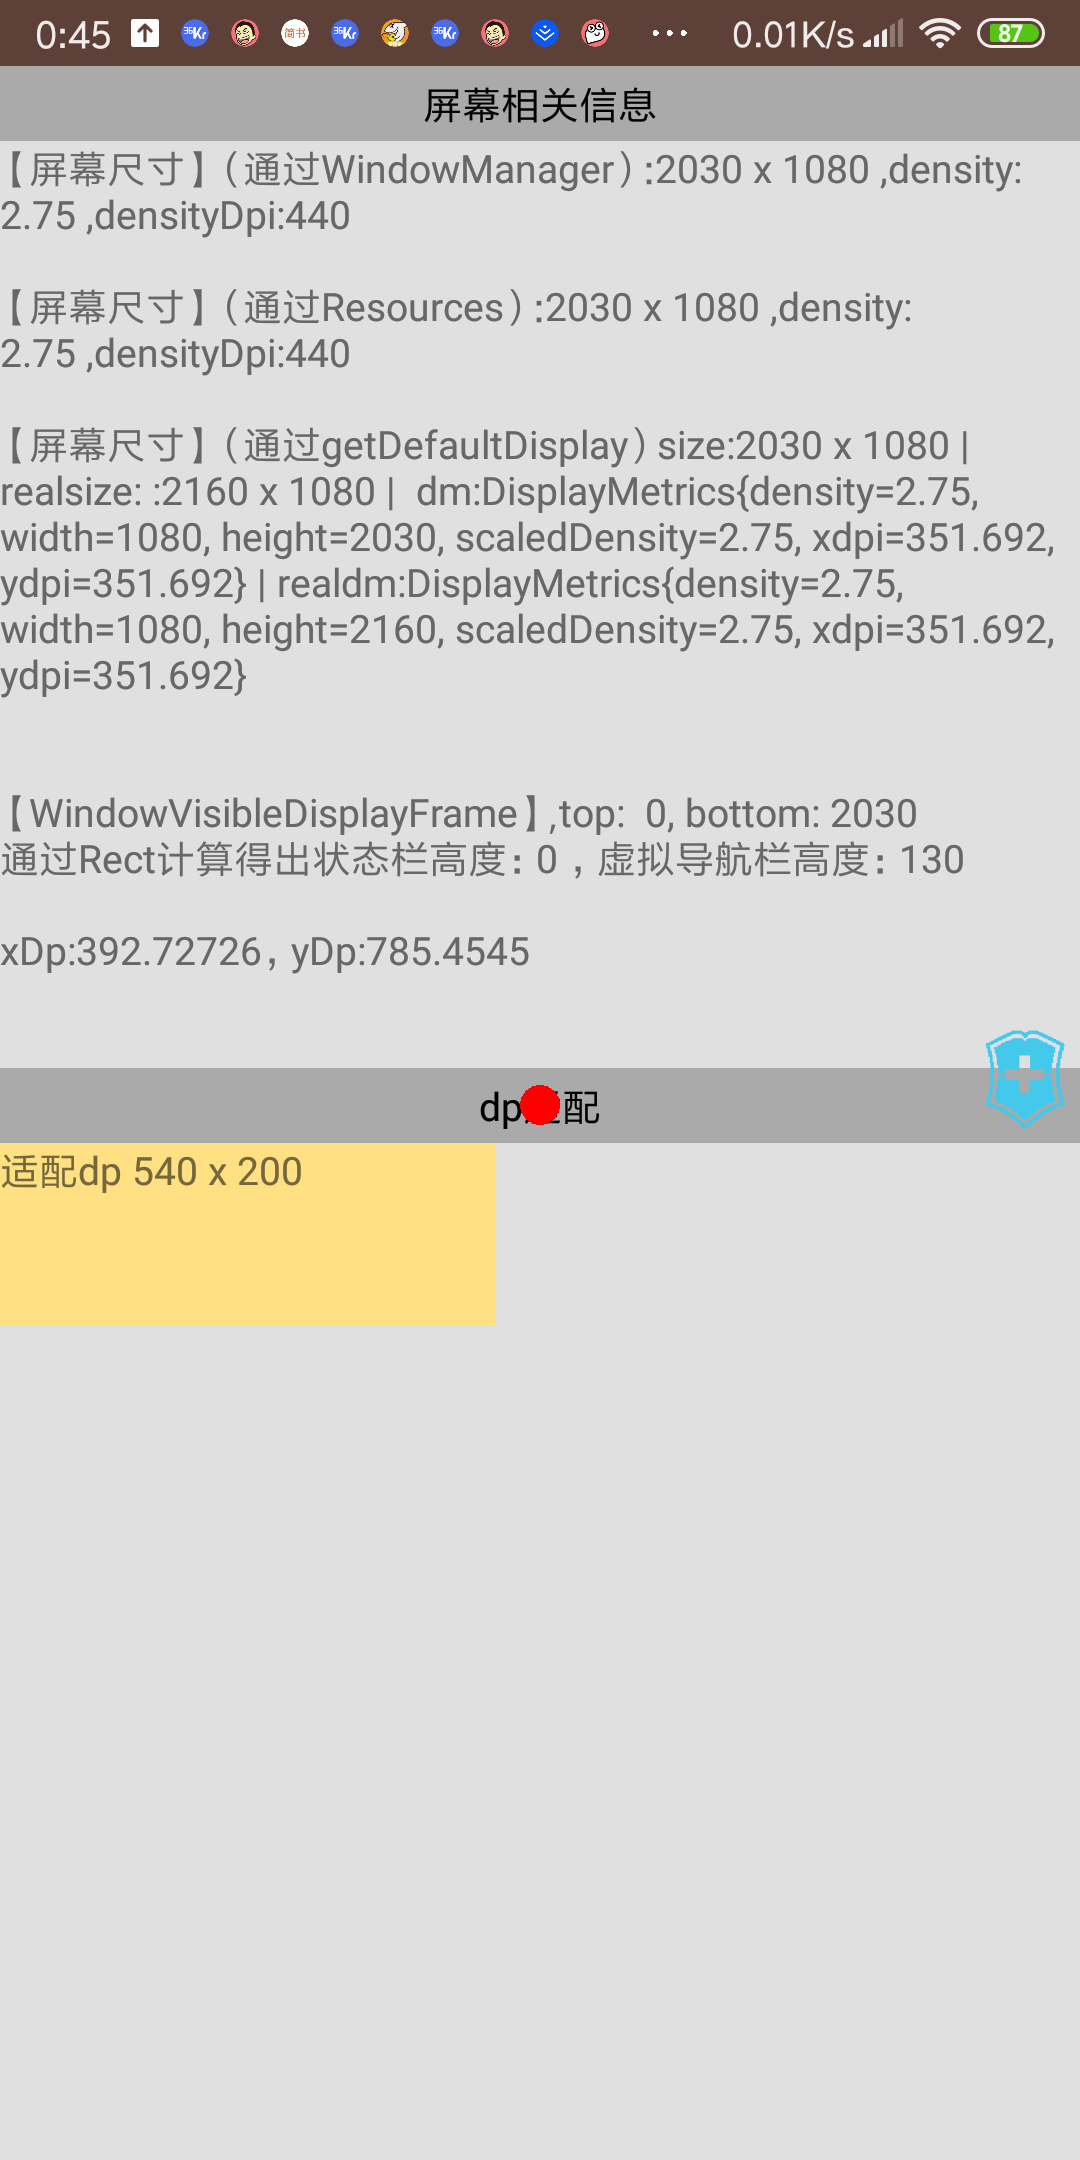 0:45
36Kr
简书
36Kr
36Kr
0.01K/s
87
屏幕相关信息
【屏幕尺寸】(通过WindowManager):2030 x 1080 ,density:
2.75 ,densityDpi:440
【屏幕尺寸】(通过Resources):2030 x 1080 ,density:
2.75 ,densityDpi:440
【屏幕尺寸】(通过getDefaultDisplay) size:2030 x 1080 |
realsize: :2160 x 1080 |  dm:DisplayMetrics{density=2.75,
width=1080, height=2030, scaledDensity=2.75, xdpi=351.692,
ydpi=351.692} | realdm:DisplayMetrics{density=2.75,
width=1080, height=2160, scaledDensity=2.75, xdpi=351.692,
ydpi=351.692}
【WindowVisibleDisplayFrame】,top:  0, bottom: 2030
通过Rect计算得出状态栏高度：0 ，虚拟导航栏高度：130
xDp:392.72726，yDp:785.4545
dp适配
适配dp 540 x 200